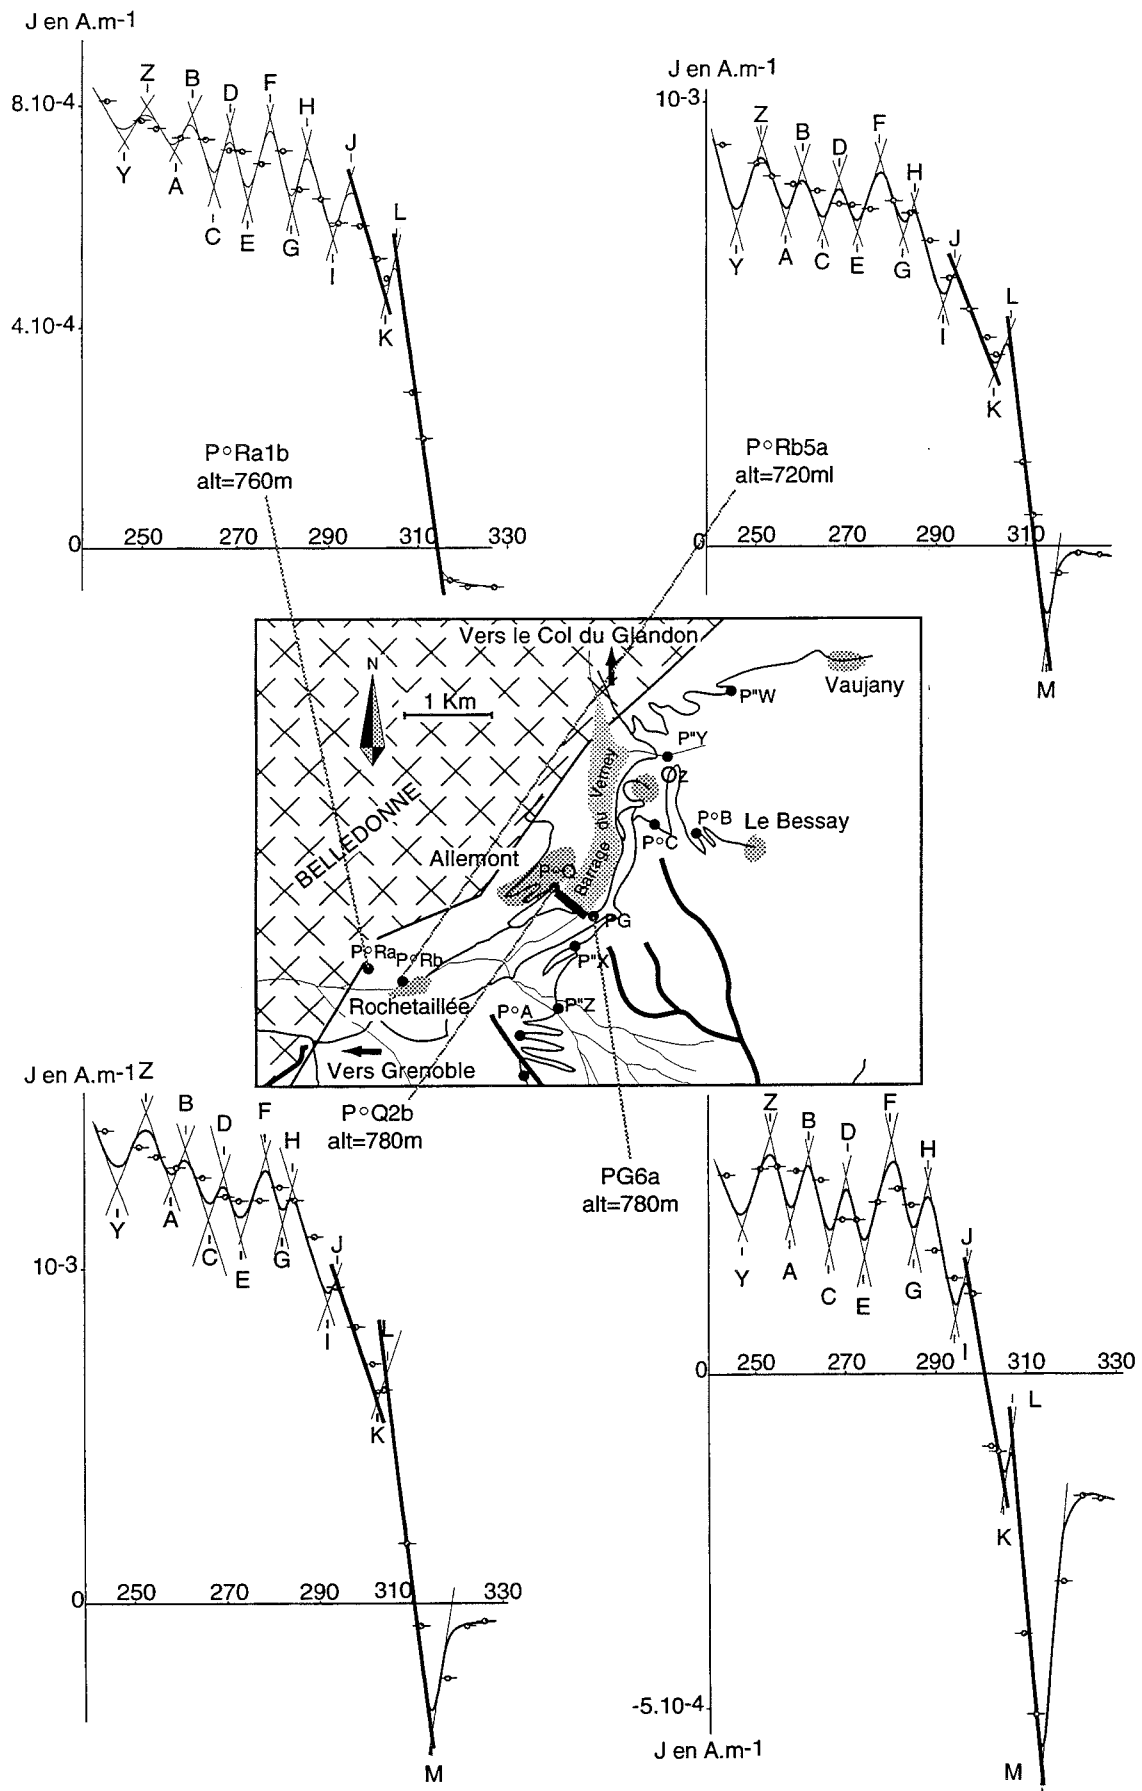 J en A.m-1
8.10-4
4.10-4
0
250 270 290 310 330
Z B D F H J L
Y A C E G I K
P°Ra1b
alt=760m
J en A.m-1
10-3
0
270 290 310
Z B D F H J L
Y A C E G I K
M
P°Rb5a
alt=720ml
Vers le Col du Glandon
N
1 Km
Vaujany
P"W
P"Y
Oz
P°B
Le Bessay
P°C
BELLEDONNE
Allemont
Barrage du Verney
P°Q
PG
P°Ra
P°Rb
P"X
Rochetaillée
P°A
P"Z
Vers Grenoble
J en A.m-1
10-3
0
250 270 290 310 330
Z B D F H J L
Y A C E G I K
M
P°Q2b
alt=780m
PG6a
alt=780m
Z B D F H J
Y A C E G I
0
250 270 290 310 330
L
K
-5.10-4
J en A.m-1
M